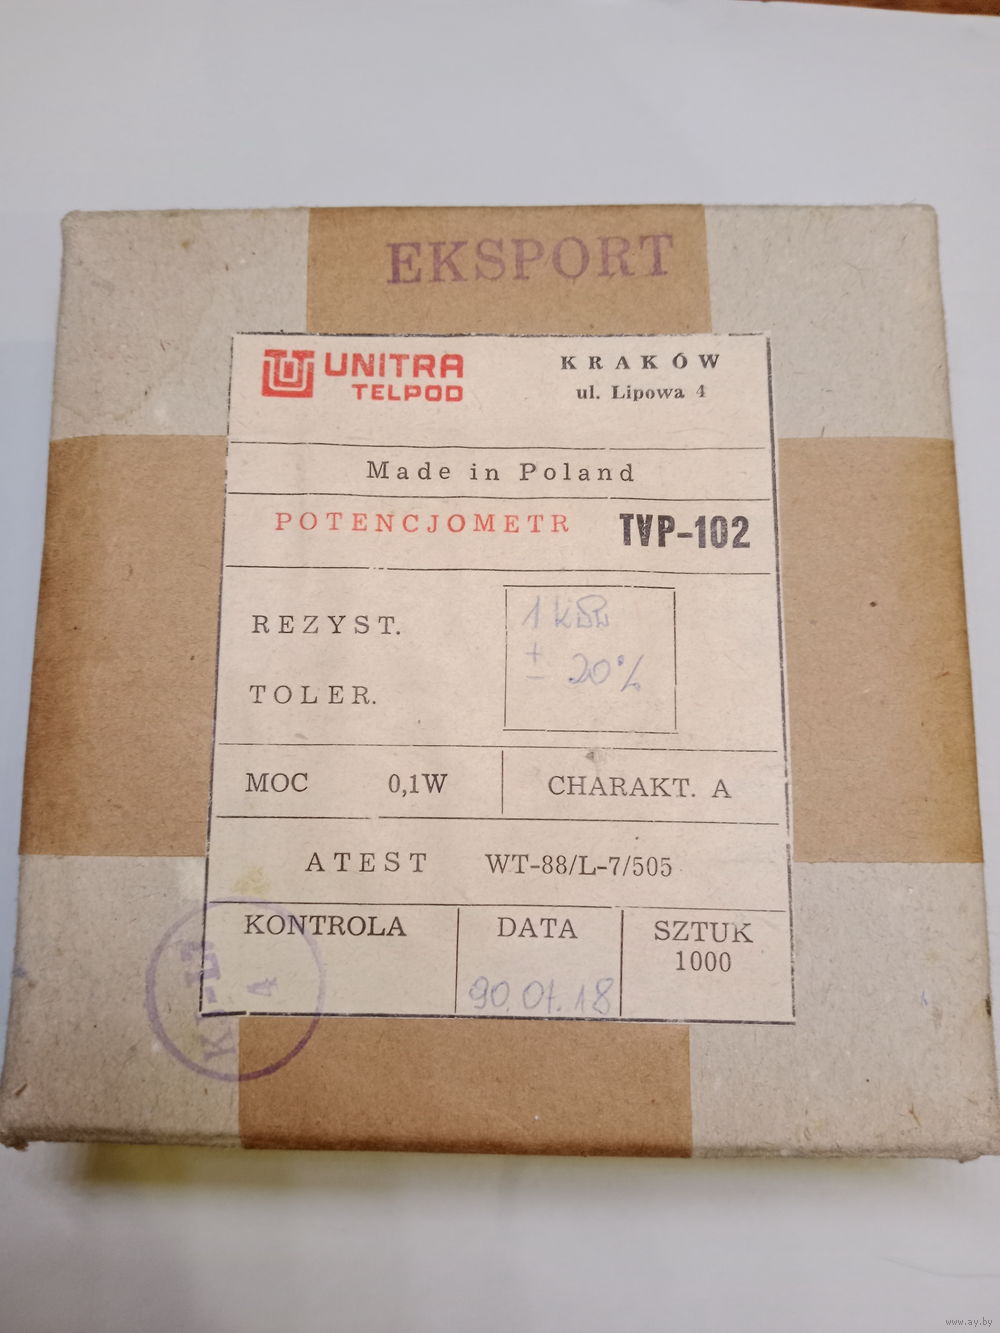 EKSPORT
UNITRA
TELPOD
KRAKÓW
ul. Lipowa 4
Made in Poland
POTENCJOMETR TVP-102
REZYST. 1 kΩ
TOLER. ± 20%
MOC 0,1W CHARAKT. A
ATEST WT-88/L-7/505
KONTROLA DATA SZTUK
90.01.18 1000
4
www.ay.by